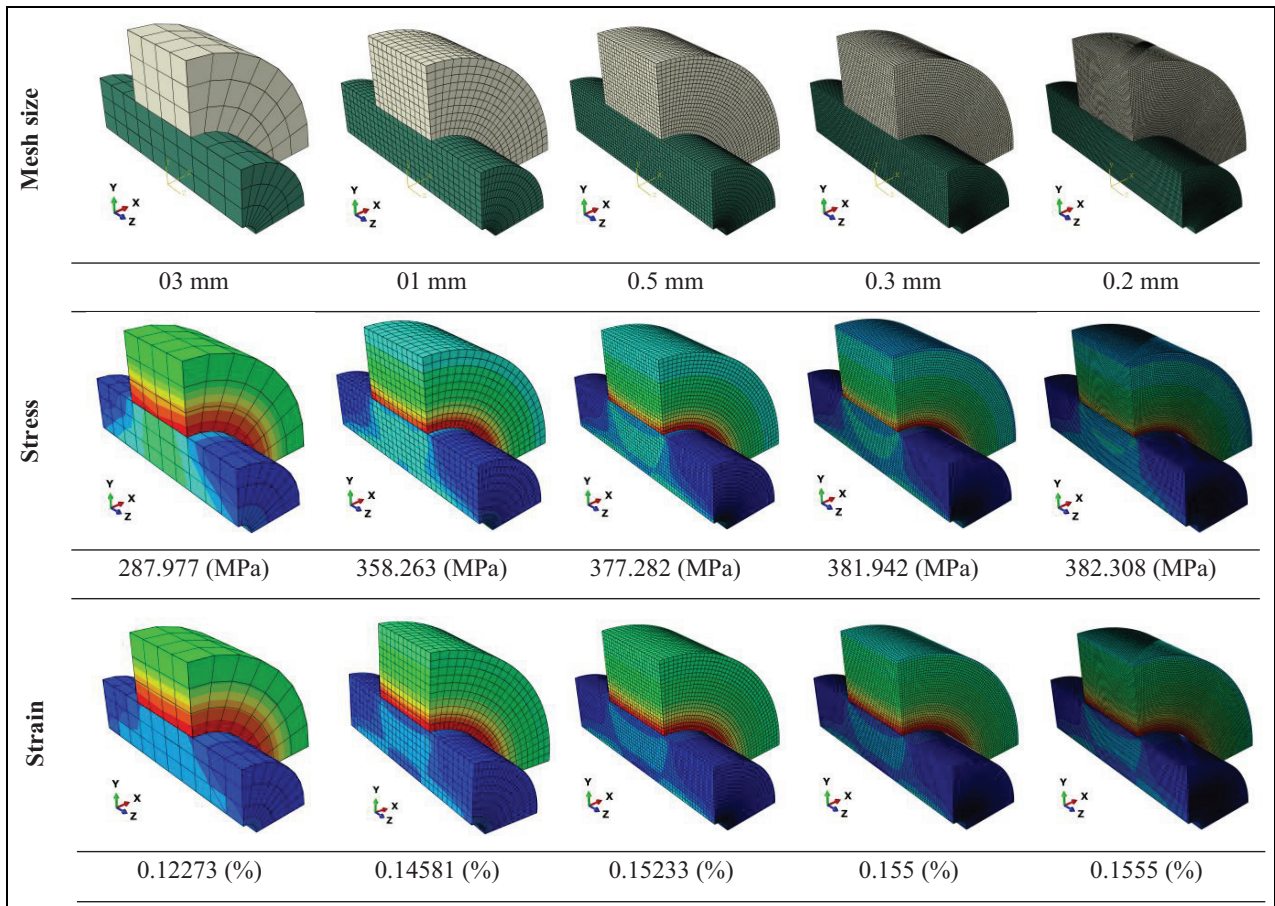 Mesh size
Y X Z
Y X Z
Y X Z
Y X Z
Y X Z
03 mm 01 mm 0.5 mm 0.3 mm 0.2 mm
Stress
Y X Z
Y X Z
Y X Z
Y X Z
Y X Z
287.977 (MPa) 358.263 (MPa) 377.282 (MPa) 381.942 (MPa) 382.308 (MPa)
Strain
Y X Z
Y X Z
Y X Z
Y X Z
Y X Z
0.12273 (%) 0.14581 (%) 0.15233 (%) 0.155 (%) 0.1555 (%)